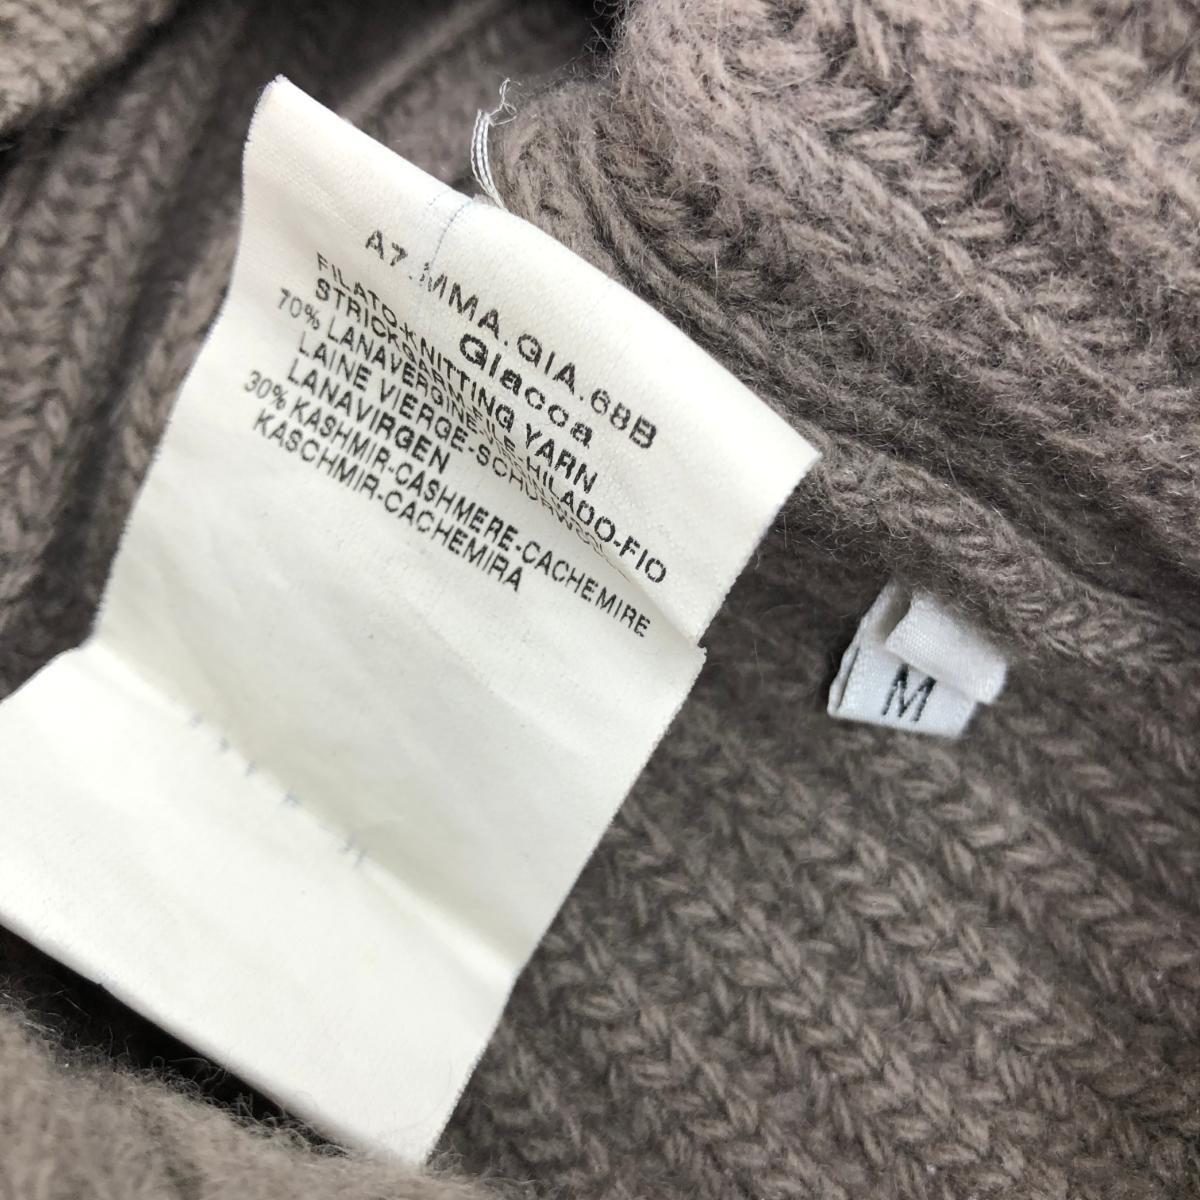 A7.MMA.GIA.68B
Giacca
FILATO-KNITTING YARN
STRICKGARN HILADO-FIO
70% LANAVERGINE
LAINE VIERGE-SCHURWOLLE
LANAVIRGEN
30% KASHMIR-CASHMERE-CACHEMIRE
KASCHMIR-CACHEMIRA
M